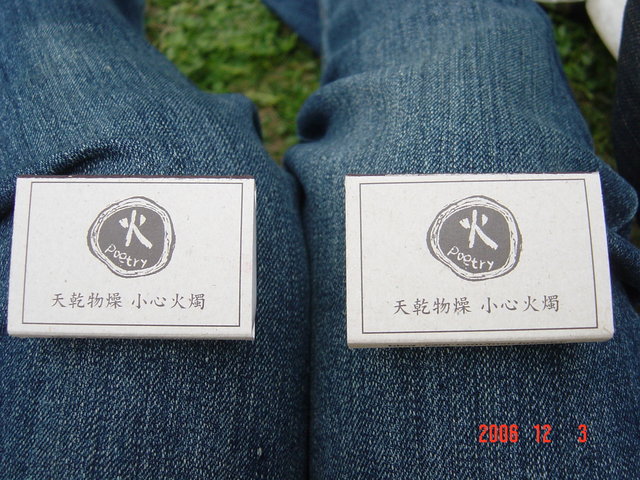 火
poetry
天乾物燥 小心火燭
火
poetry
天乾物燥 小心火燭
2006 12 3